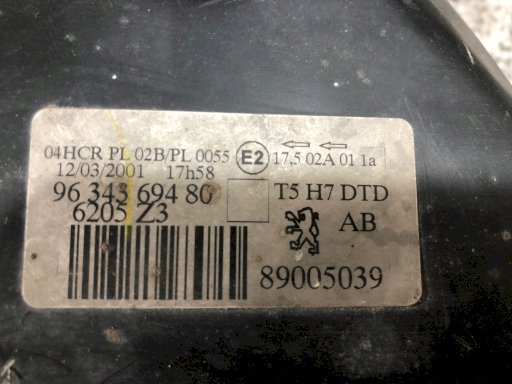 04HCR PL 02B/PL 0055 E2 17,5 02A 01 1a
12/03/2001 17h58
96 343 694 80 T5 H7 DTD
6205 Z3 AB
89005039